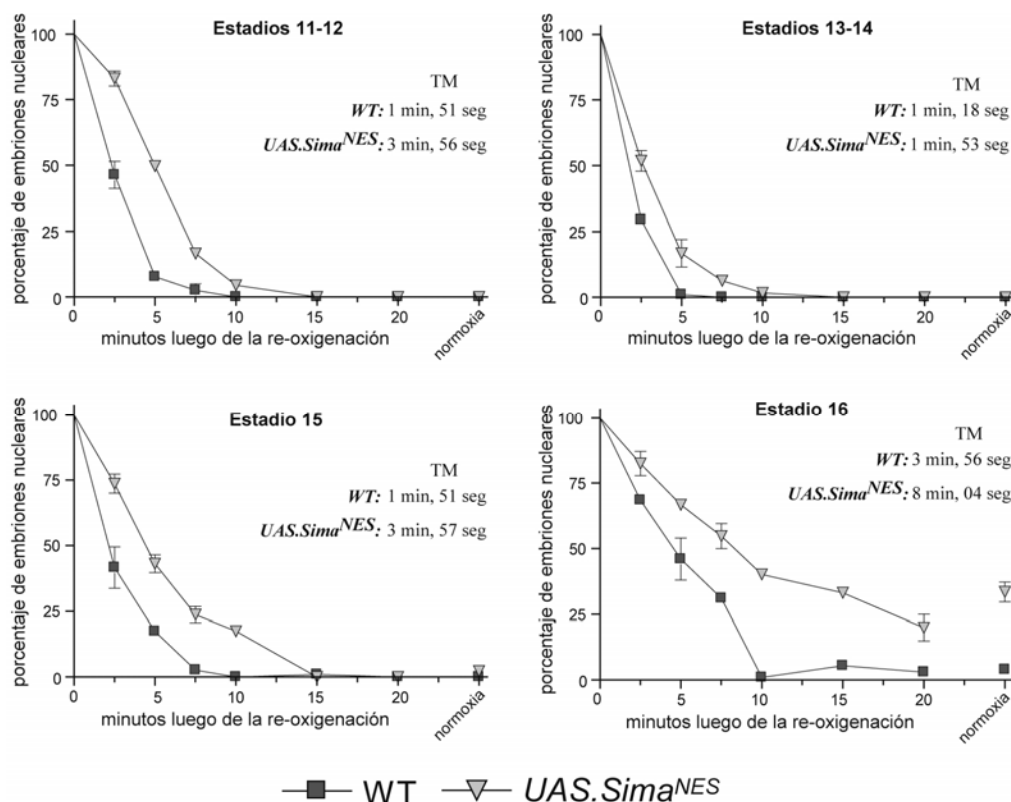 Estadios 11-12
porcentaje de embriones nucleares
100
75
50
25
0
TM
WT: 1 min, 51 seg
UAS.Sima^NES: 3 min, 56 seg
0 5 10 15 20 normoxia
minutos luego de la re-oxigenación
Estadios 13-14
porcentaje de embriones nucleares
100
75
50
25
0
TM
WT: 1 min, 18 seg
UAS.Sima^NES: 1 min, 53 seg
0 5 10 15 20 normoxia
minutos luego de la re-oxigenación
Estadio 15
porcentaje de embriones nucleares
100
75
50
25
0
TM
WT: 1 min, 51 seg
UAS.Sima^NES: 3 min, 57 seg
0 5 10 15 20 normoxia
minutos luego de la re-oxigenación
Estadio 16
porcentaje de embriones nucleares
100
75
50
25
0
TM
WT: 3 min, 56 seg
UAS.Sima^NES: 8 min, 04 seg
0 5 10 15 20 normoxia
minutos luego de la re-oxigenación
WT UAS.Sima^NES